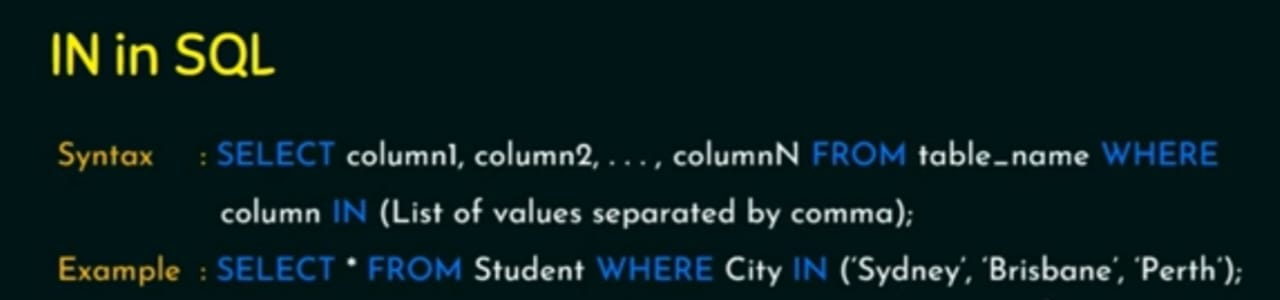 IN in SQL
Syntax : SELECT column1, column2, . . . , columnN FROM table_name WHERE
column IN (List of values separated by comma);
Example : SELECT * FROM Student WHERE City IN (‘Sydney’, ‘Brisbane’, ‘Perth’);